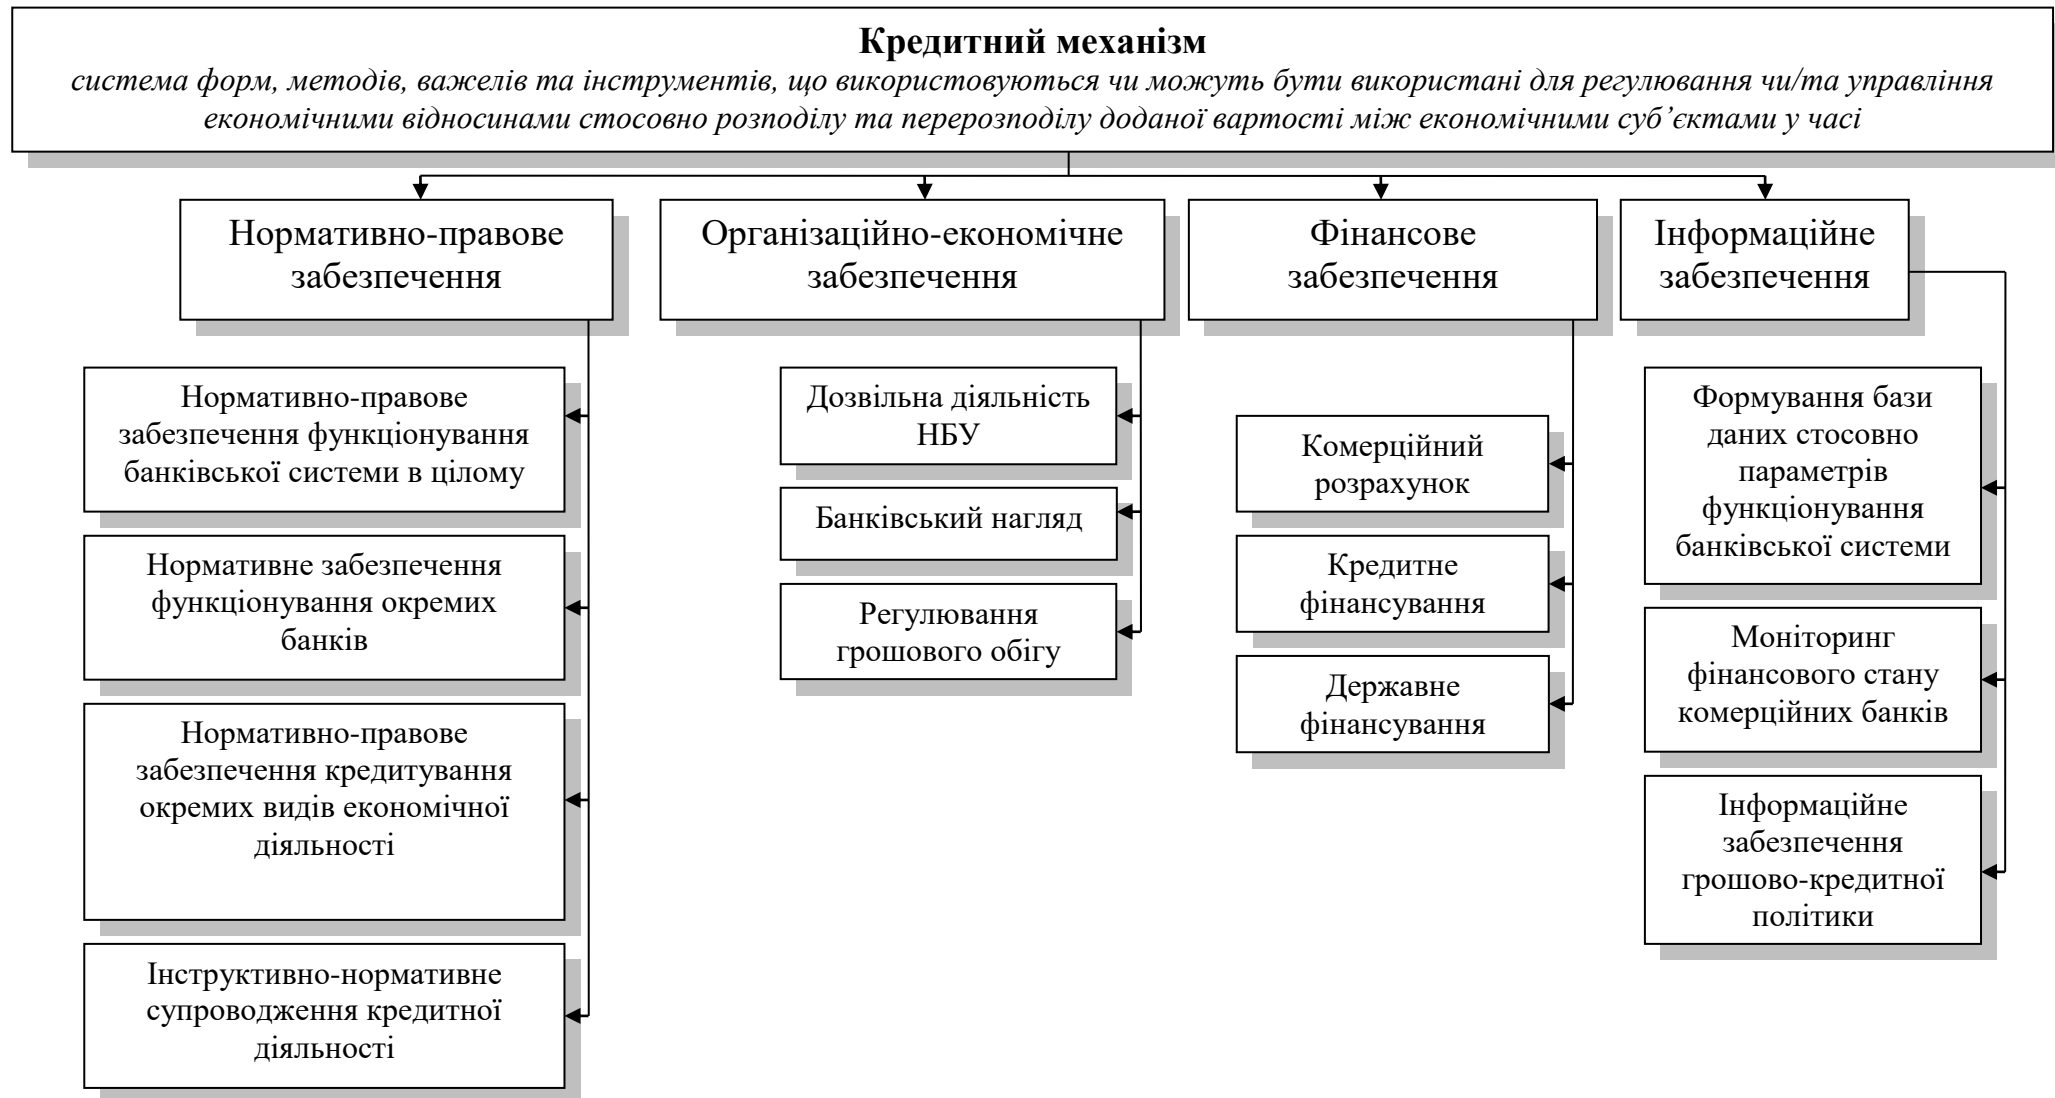 Кредитний механізм
система форм, методів, важелів та інструментів, що використовуються чи можуть бути використані для регулювання чи/та управління
економічними відносинами стосовно розподілу та перерозподілу доданої вартості між економічними суб’єктами у часі
Нормативно-правове
забезпечення
Організаційно-економічне
забезпечення
Фінансове
забезпечення
Інформаційне
забезпечення
Нормативно-правове
забезпечення функціонування
банківської системи в цілому
Нормативне забезпечення
функціонування окремих
банків
Нормативно-правове
забезпечення кредитування
окремих видів економічної
діяльності
Інструктивно-нормативне
супроводження кредитної
діяльності
Дозвільна діяльність
НБУ
Банківський нагляд
Регулювання
грошового обігу
Комерційний
розрахунок
Кредитне
фінансування
Державне
фінансування
Формування бази
даних стосовно
параметрів
функціонування
банківської системи
Моніторинг
фінансового стану
комерційних банків
Інформаційне
забезпечення
грошово-кредитної
політики